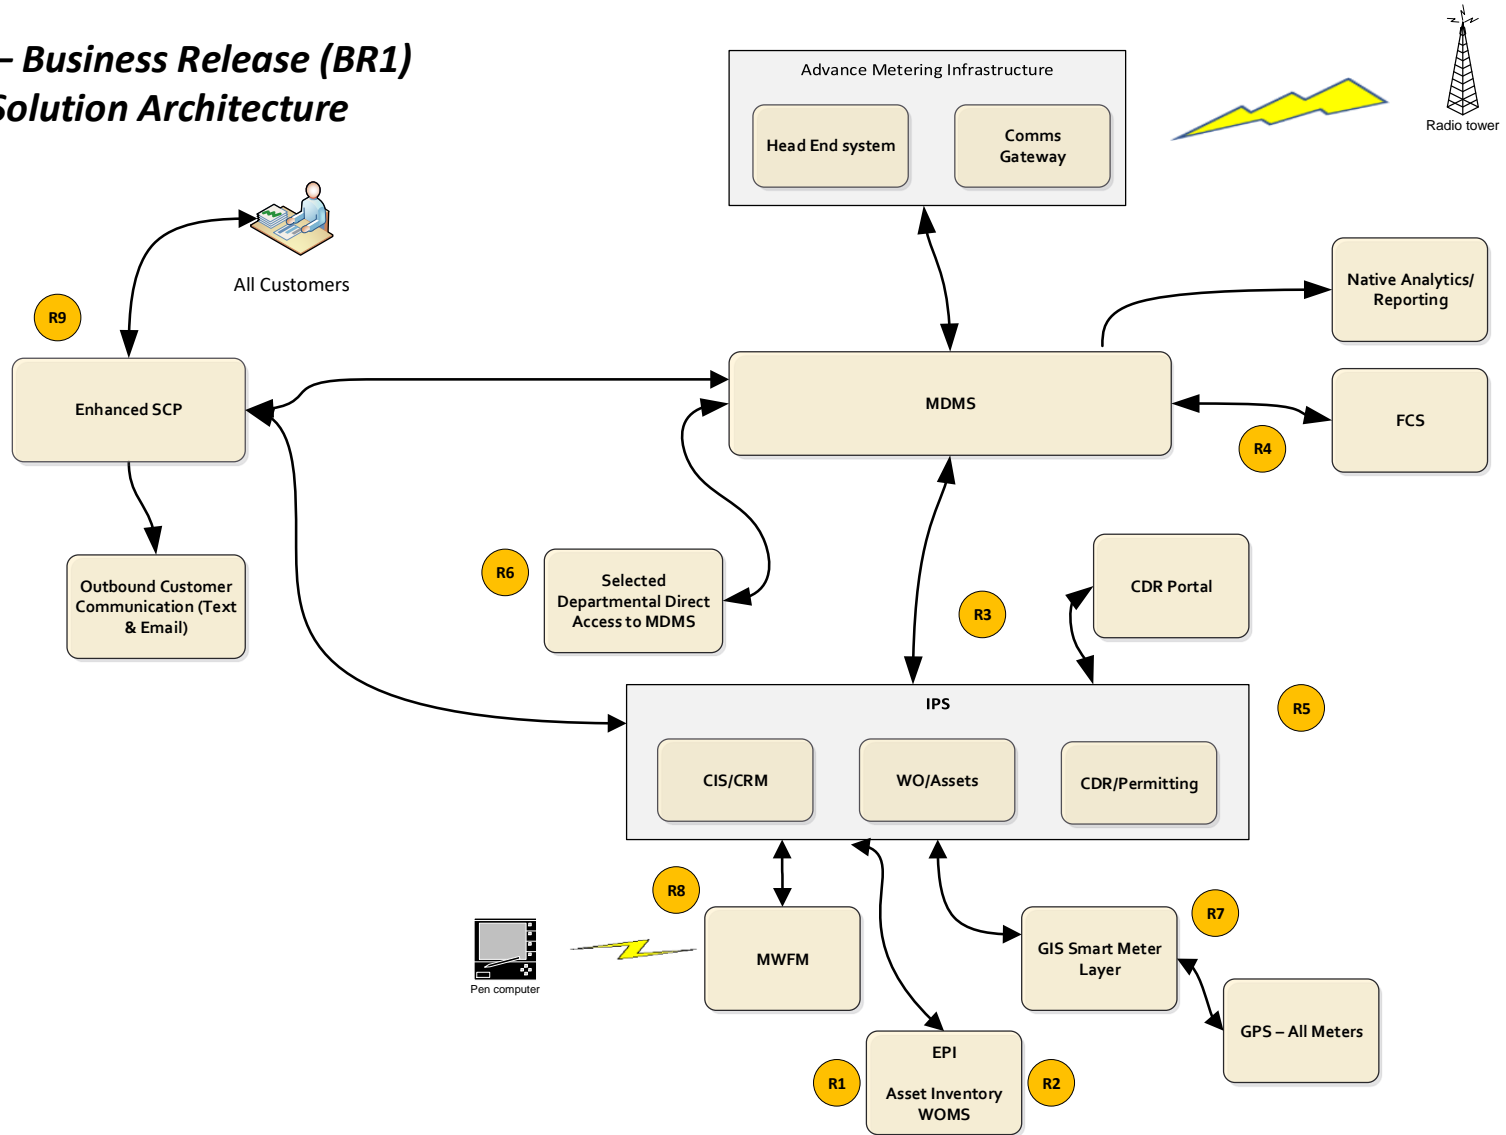 – Business Release (BR1)
Solution Architecture
Advance Metering Infrastructure
Head End system
Comms
Gateway
Radio tower
All Customers
Native Analytics/
Reporting
R9
Enhanced SCP
MDMS
FCS
R4
Outbound Customer
Communication (Text
& Email)
R6
Selected
Departmental Direct
Access to MDMS
R3
CDR Portal
IPS
R5
CIS/CRM
WO/Assets
CDR/Permitting
R8
MWFM
Pen computer
GIS Smart Meter
Layer
R7
GPS – All Meters
R1
EPI
Asset Inventory
WOMS
R2